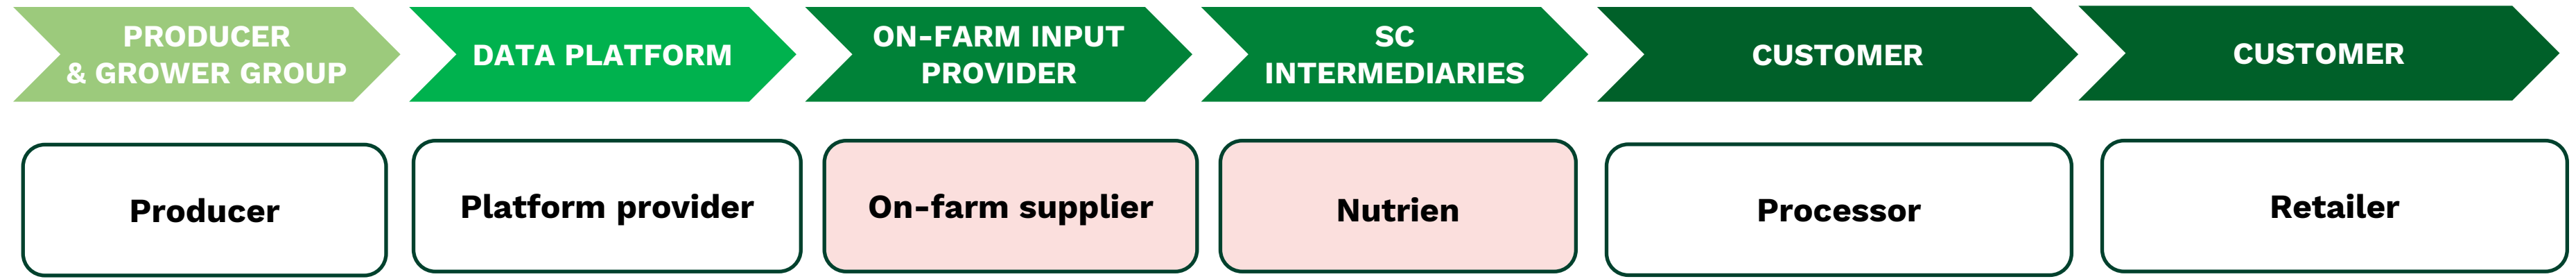 PRODUCER
& GROWER GROUP
DATA PLATFORM
ON-FARM INPUT
PROVIDER
SC
INTERMEDIARIES
CUSTOMER
CUSTOMER
Producer
Platform provider
On-farm supplier
Nutrien
Processor
Retailer